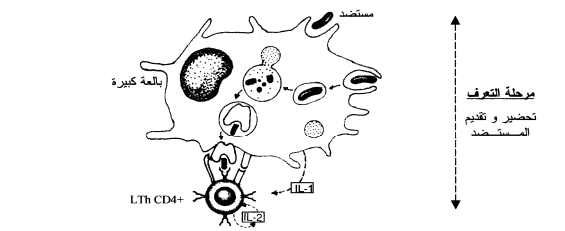 مستضد
بالعة كبيرة
مرحلة التعرف
تحضير و تقديم
المستضد
IL-1
LTh CD4+
IL-2